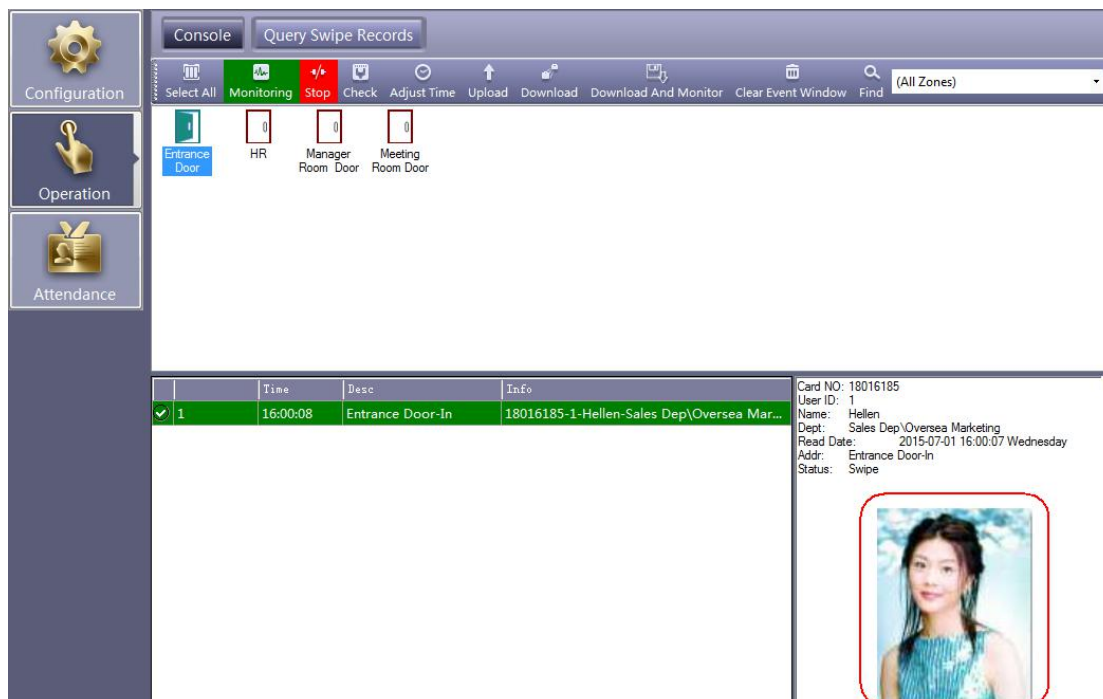 Configuration
Operation
Attendance
Console Query Swipe Records
Select All Monitoring Stop Check Adjust Time Upload Download Download And Monitor Clear Event Window Find (All Zones)
Entrance Door
HR
Manager Room Door
Meeting Room Door
Time Desc Info
1 16:00:08 Entrance Door-In 18016185-1-Hellen-Sales Dep\Oversea Mar...
Card NO: 18016185
User ID: 1
Name: Hellen
Dept: Sales Dep\Oversea Marketing
Read Date: 2015-07-01 16:00:07 Wednesday
Addr: Entrance Door-In
Status: Swipe